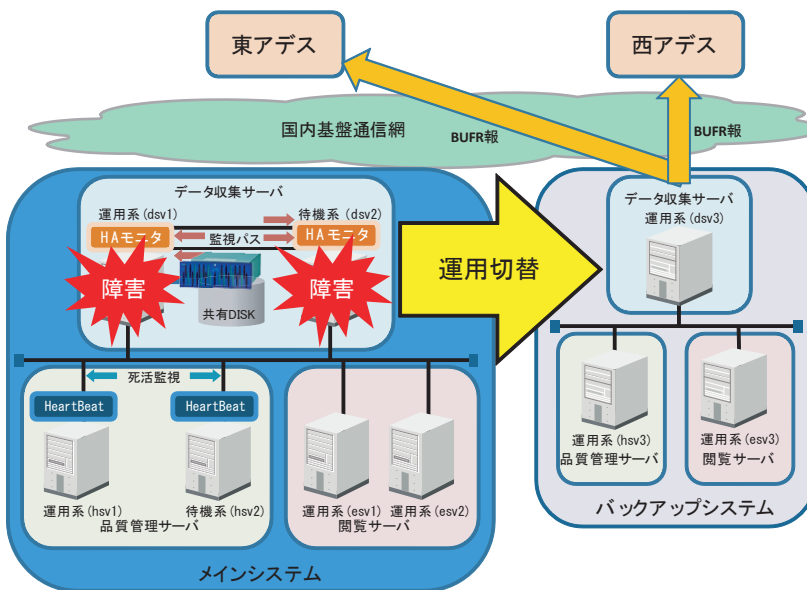 東アデス
西アデス
国内基盤通信網
BUFR報
BUFR報
データ収集サーバ
運用系(dsv1)
待機系(dsv2)
HAモニタ
監視パス
HAモニタ
障害
障害
共有DISK
運用切替
データ収集サーバ
運用系(dsv3)
死活監視
HeartBeat
HeartBeat
運用系(hsv1)
待機系(hsv2)
品質管理サーバ
運用系(esv1)
運用系(esv2)
閲覧サーバ
メインシステム
運用系(hsv3)
品質管理サーバ
運用系(esv3)
閲覧サーバ
バックアップシステム